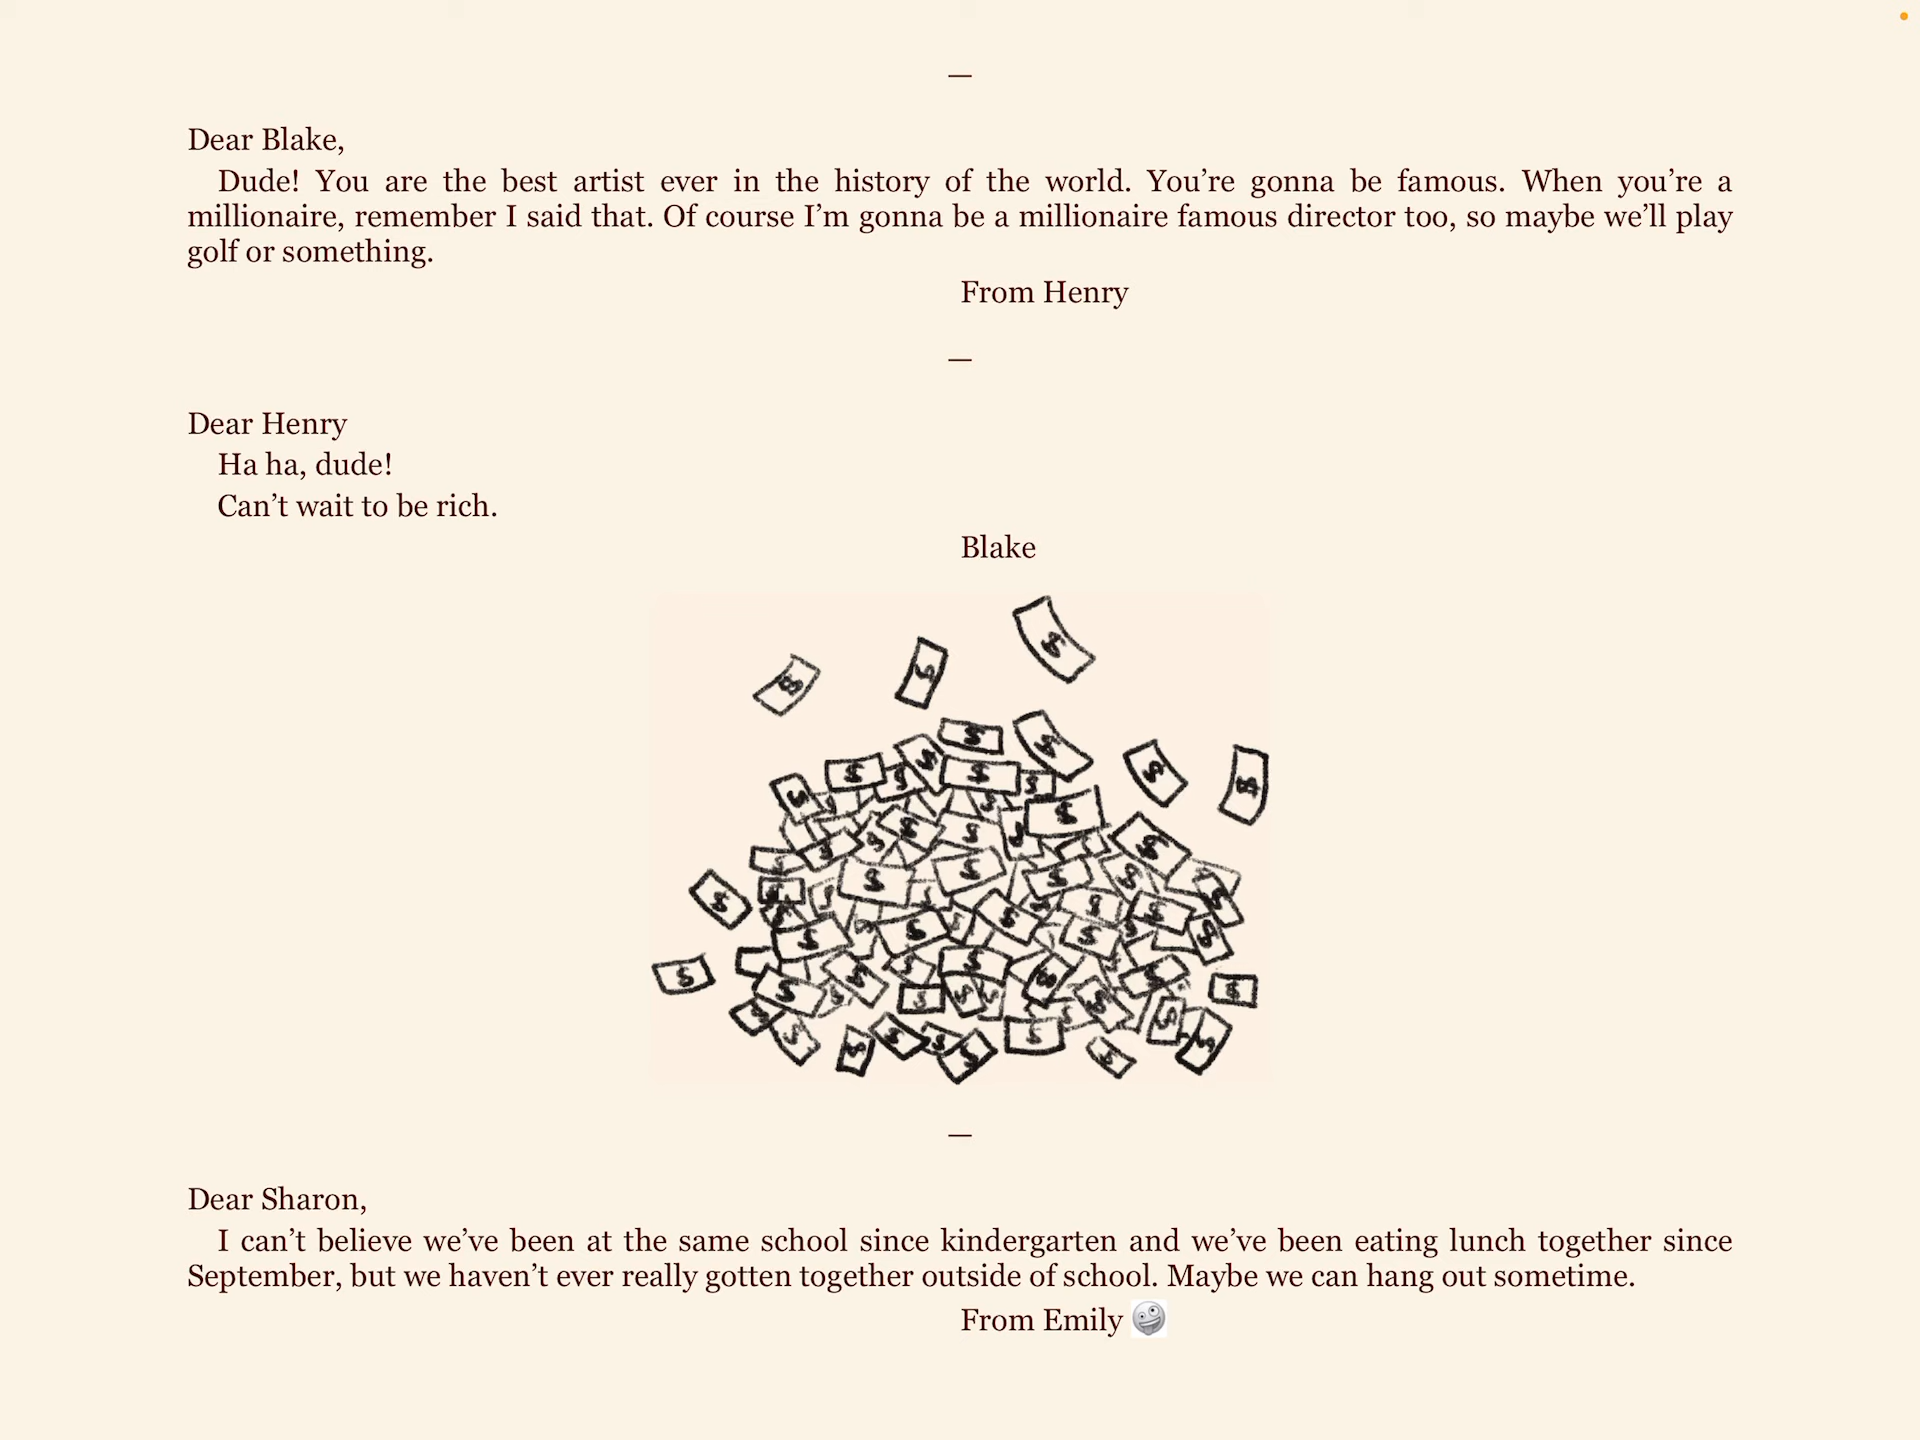 —
Dear Blake,
Dude! You are the best artist ever in the history of the world. You’re gonna be famous. When you’re a
millionaire, remember I said that. Of course I’m gonna be a millionaire famous director too, so maybe we’ll play
golf or something.
From Henry
—
Dear Henry
Ha ha, dude!
Can’t wait to be rich.
Blake
—
Dear Sharon,
I can’t believe we’ve been at the same school since kindergarten and we’ve been eating lunch together since
September, but we haven’t ever really gotten together outside of school. Maybe we can hang out sometime.
From Emily 🤪